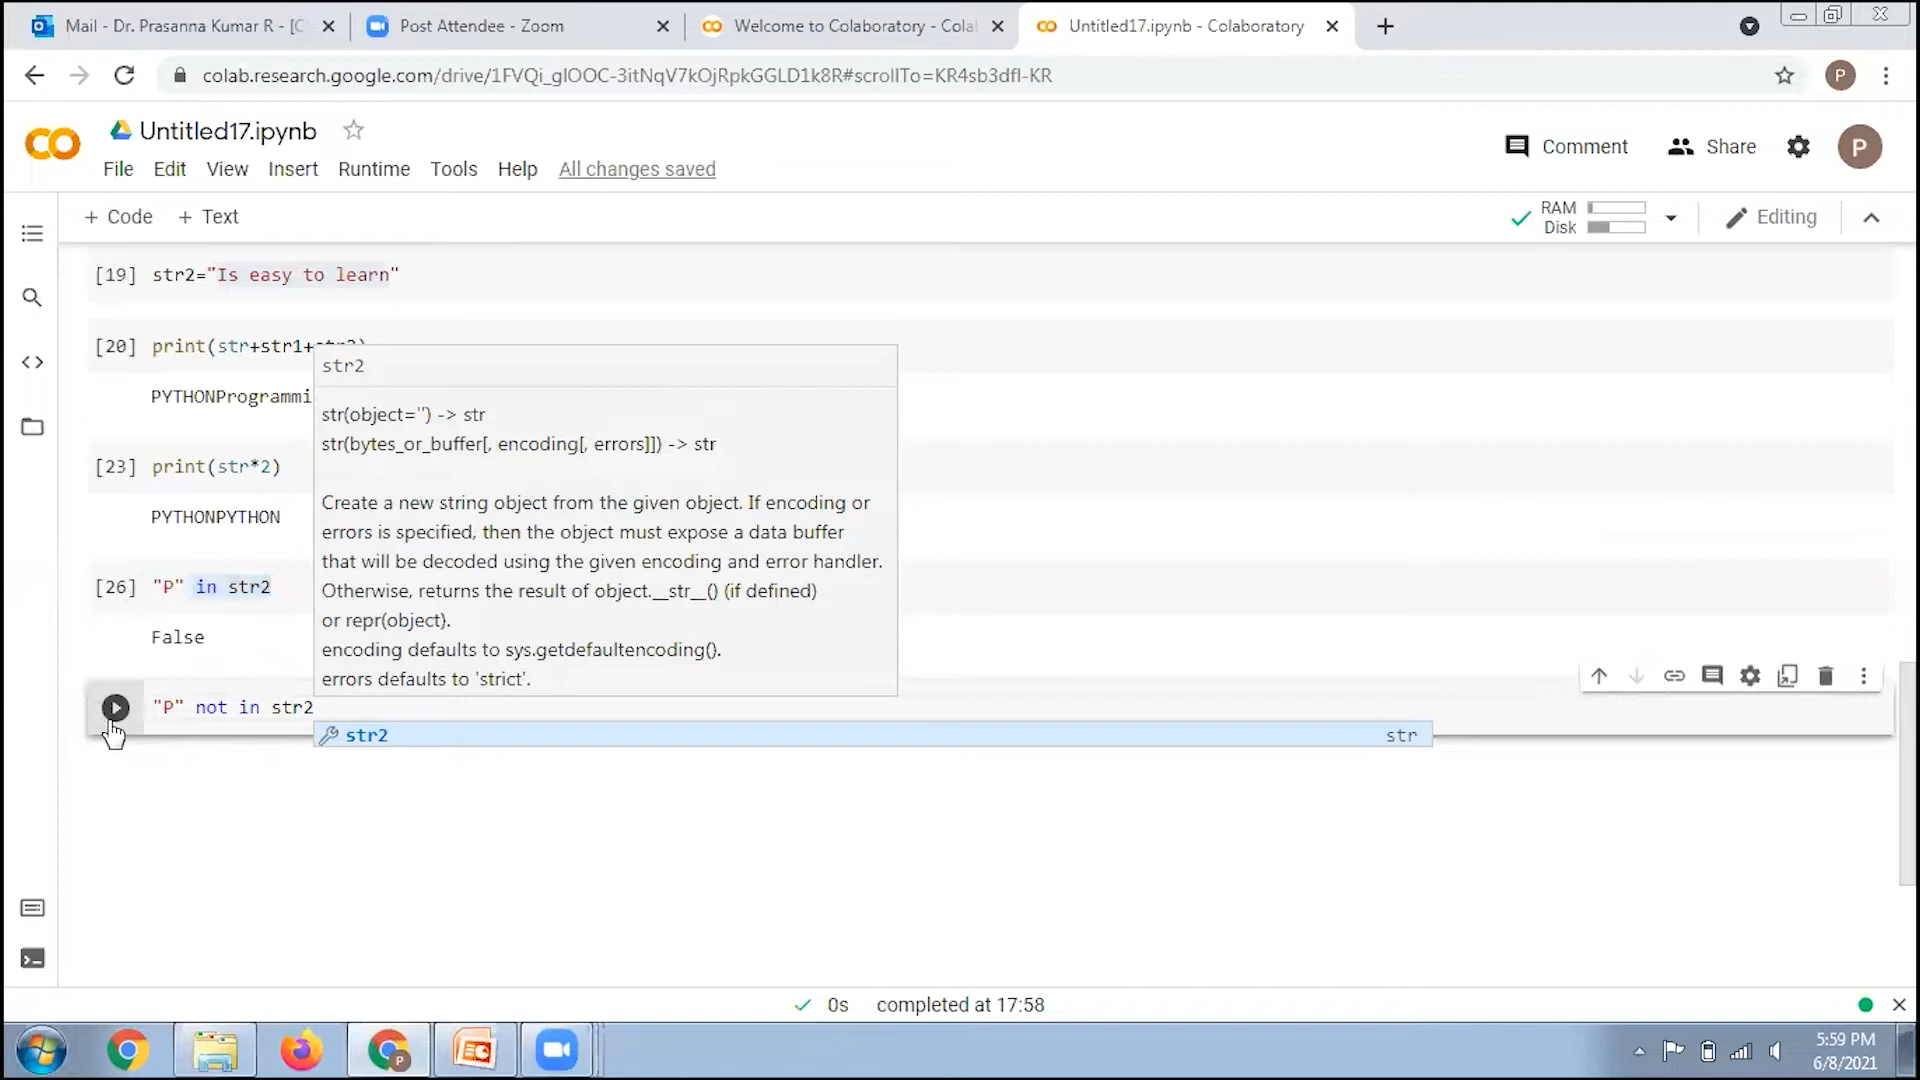 Mail - Dr. Prasanna Kumar R - [C
Post Attendee - Zoom
Welcome to Colaboratory - Colab
Untitled17.ipynb - Colaboratory
colab.research.google.com/drive/1FVQi_glOOC-3itNqV7kOjRpkGGLD1k8R#scrollTo=KR4sb3dfI-KR
P
CO
Untitled17.ipynb
Comment
Share
P
File Edit View Insert Runtime Tools Help All changes saved
+ Code + Text
RAM
Disk
Editing
[19] str2="Is easy to learn"
[20] print(str+str1+str2)
PYTHONProgrammi
str2
str(object='') -> str
str(bytes_or_buffer[, encoding[, errors]]) -> str
Create a new string object from the given object. If encoding or
errors is specified, then the object must expose a data buffer
that will be decoded using the given encoding and error handler.
Otherwise, returns the result of object.__str__() (if defined)
or repr(object).
encoding defaults to sys.getdefaultencoding().
errors defaults to 'strict'.
[23] print(str*2)
PYTHONPYTHON
[26] "P" in str2
False
"P" not in str2
str2 str
0s completed at 17:58
5:59 PM
6/8/2021